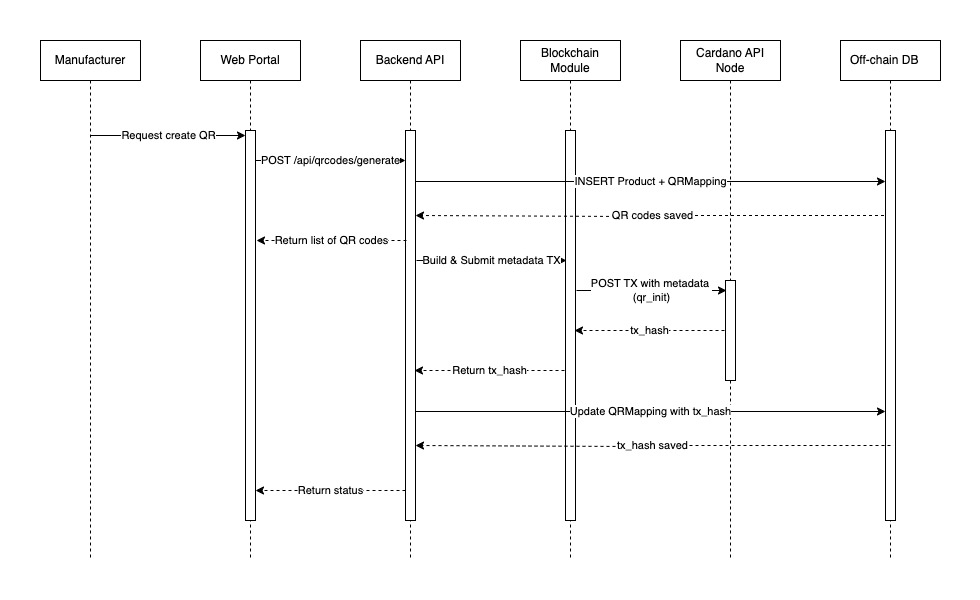 Manufacturer
Web Portal
Backend API
Blockchain
Module
Cardano API
Node
Off-chain DB
Request create QR
POST /api/qrcodes/generate
INSERT Product + QRMapping
QR codes saved
Return list of QR codes
Build & Submit metadata TX
POST TX with metadata
(qr_init)
tx_hash
Return tx_hash
Update QRMapping with tx_hash
tx_hash saved
Return status